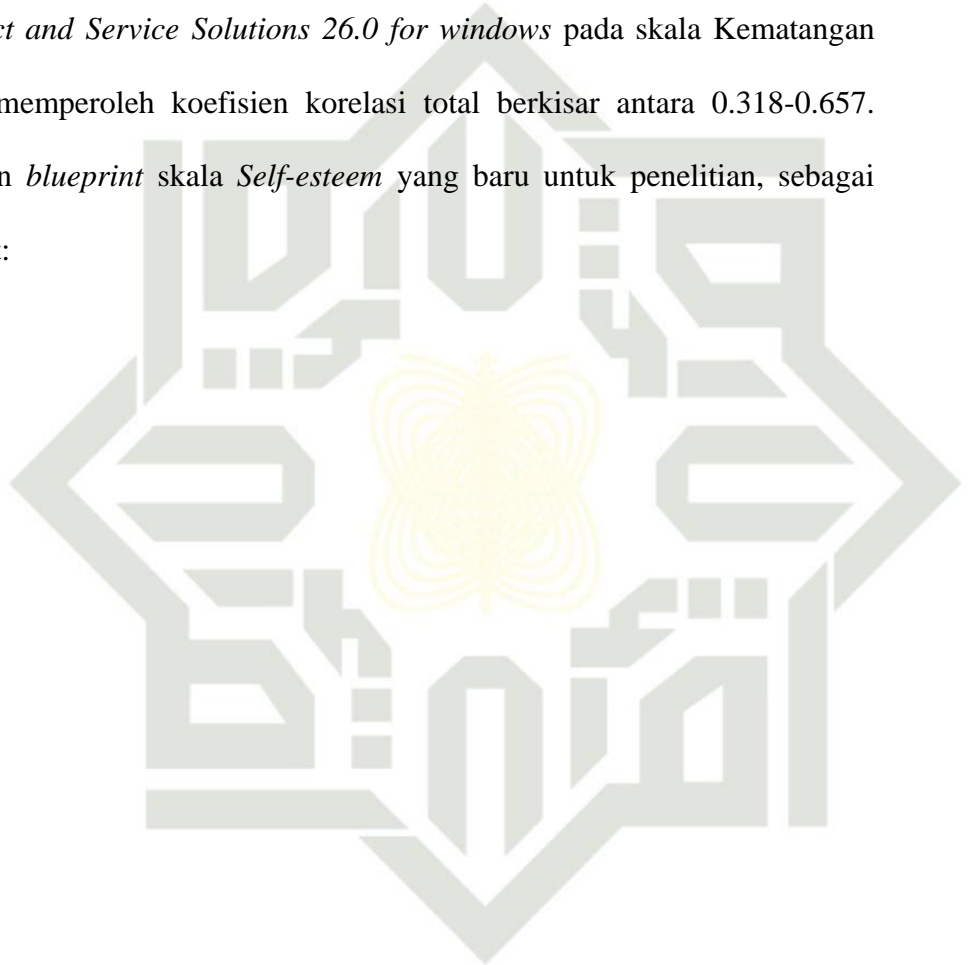 ct and Service Solutions 26.0 for windows pada skala Kematangan
memperoleh koefisien korelasi total berkisar antara 0.318-0.657.
n blueprint skala Self-esteem yang baru untuk penelitian, sebagai
: